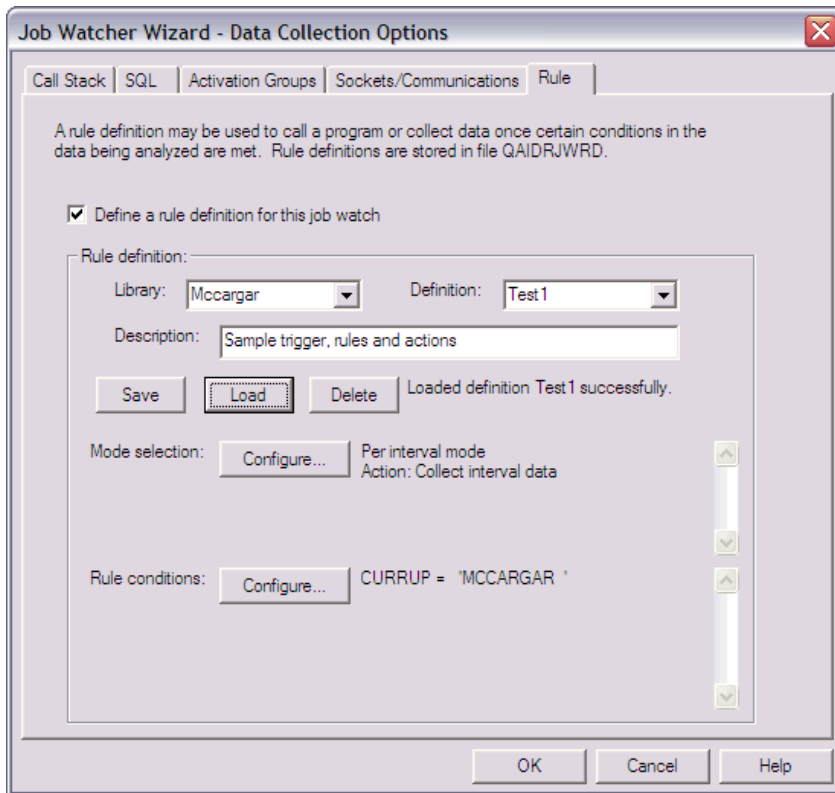 Job Watcher Wizard - Data Collection Options
Call Stack SQL Activation Groups Sockets/Communications Rule
A rule definition may be used to call a program or collect data once certain conditions in the
data being analyzed are met. Rule definitions are stored in file QAIDRJWRD.
Define a rule definition for this job watch
Rule definition:
Library: Mccargar Definition: Test1
Description: Sample trigger, rules and actions
Save Load Delete Loaded definition Test1 successfully.
Mode selection: Configure... Per interval mode
Action: Collect interval data
Rule conditions: Configure... CURRUP = 'MCCARGAR '
OK Cancel Help